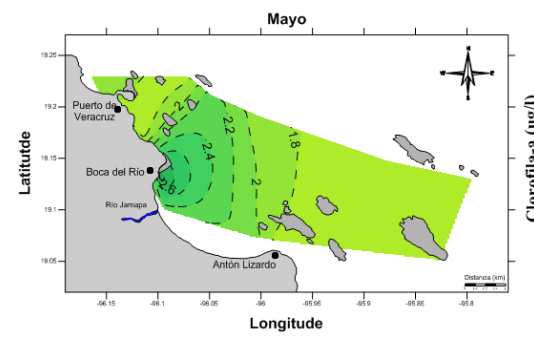 Mayo
19.25
19.2
19.15
19.1
19.05
Latitutde
Puerto de
Veracruz
Boca del Río
Río Jamapa
Antón Lizardo
2
2.2
2.4
2.6
2
1.8
Distancia (km)
-96.15
-96.1
-96.05
-96
-95.95
-95.9
-95.85
-95.8
Longitude
Clorofila-a (ug/l)